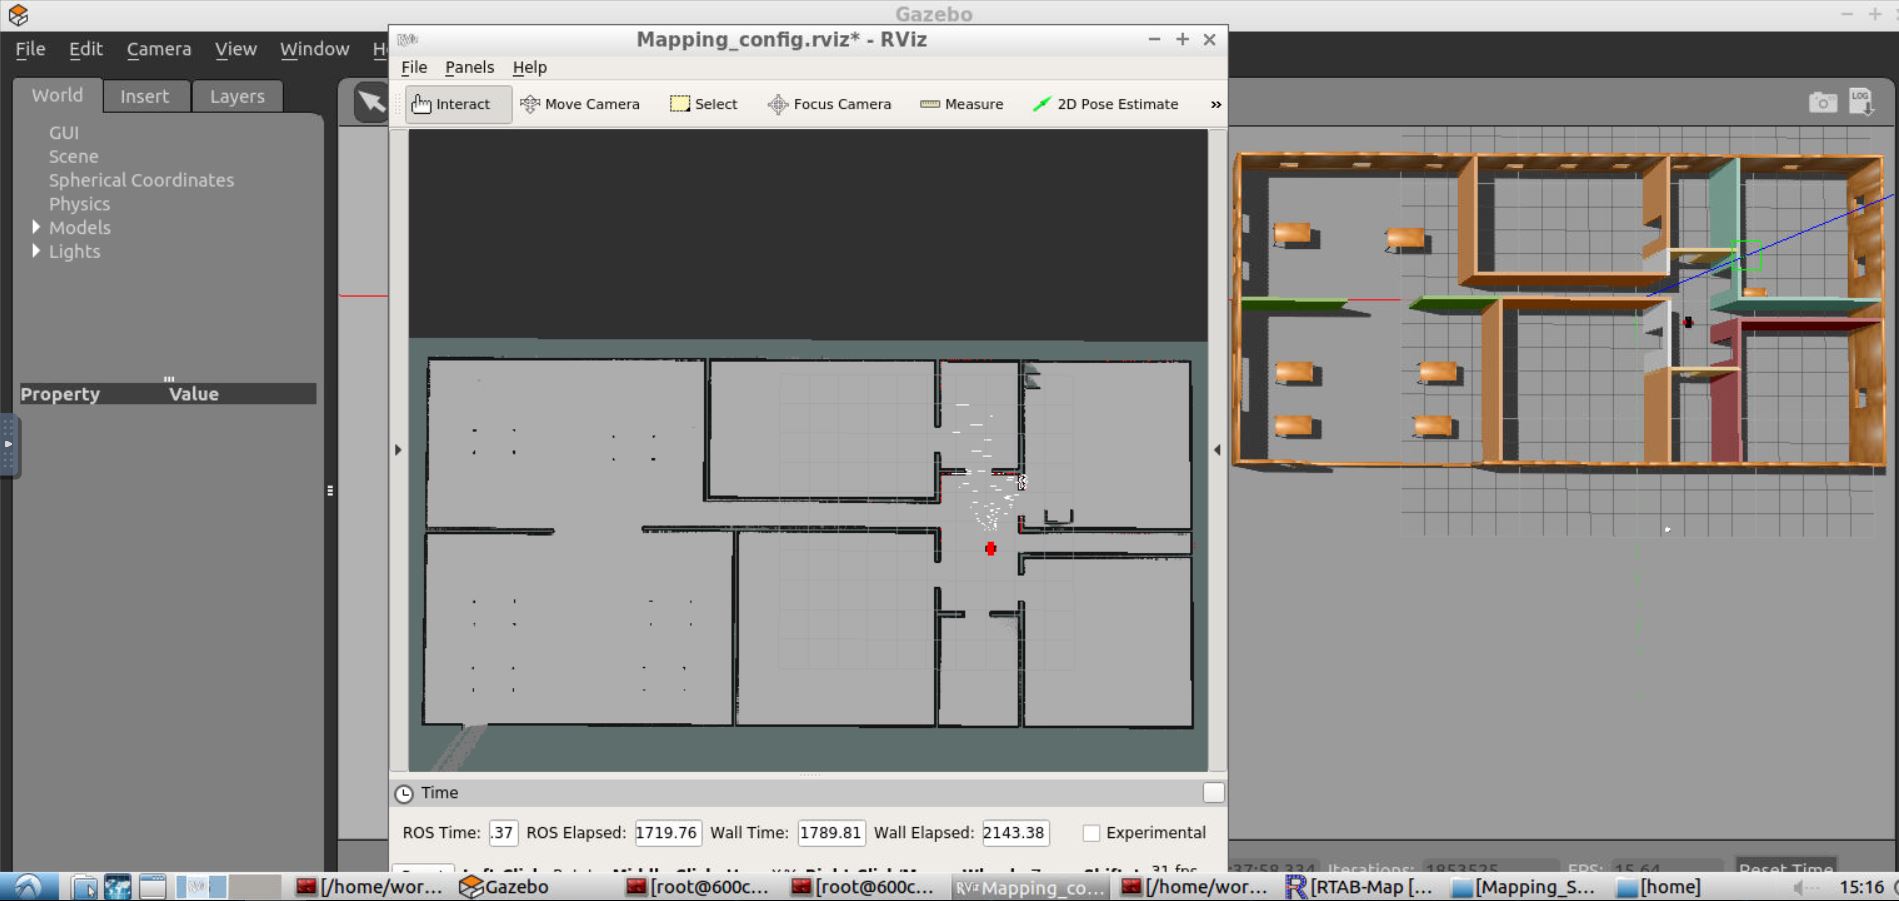 Gazebo
File Edit Camera View Window
World Insert Layers
GUI
Scene
Spherical Coordinates
Physics
Models
Lights
Property Value
Mapping_config.rviz* - RViz
File Panels Help
Interact Move Camera Select Focus Camera Measure 2D Pose Estimate »
LOG
Time
ROS Time: .37 ROS Elapsed: 1719.76 Wall Time: 1789.81 Wall Elapsed: 2143.38 Experimental
31 fps
Iterations: 1853525 FPS: 15.64 Reset Time
[/home/wor... Gazebo [root@600c... [root@600c... Mapping_co... [/home/wor... [RTAB-Map [... [Mapping_S... [home] 15:16